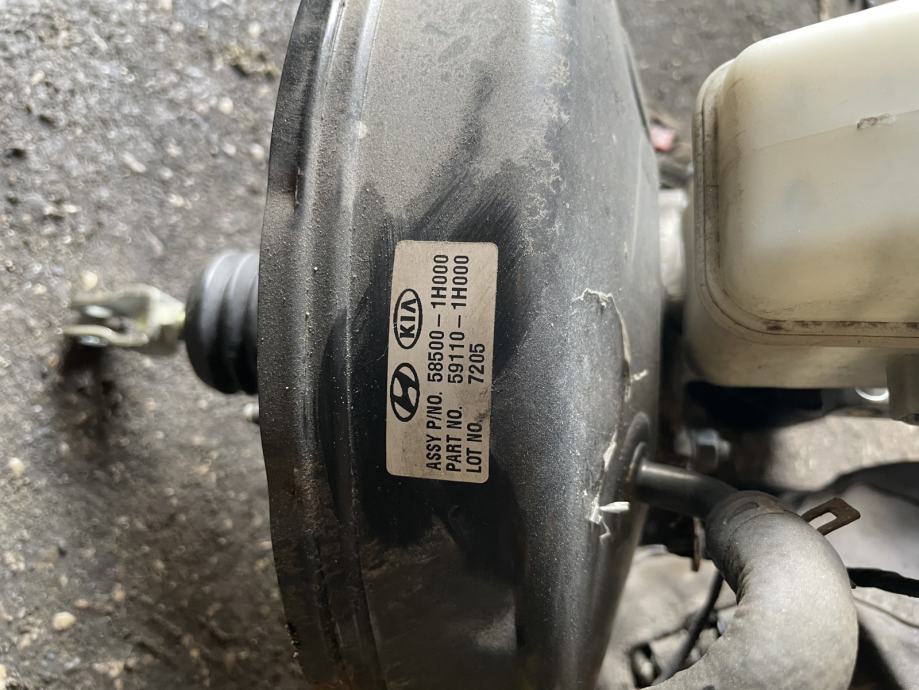 KIA
ASSY P/NO. 58500-1H000
PART NO. 59110-1H000
LOT NO. 7205